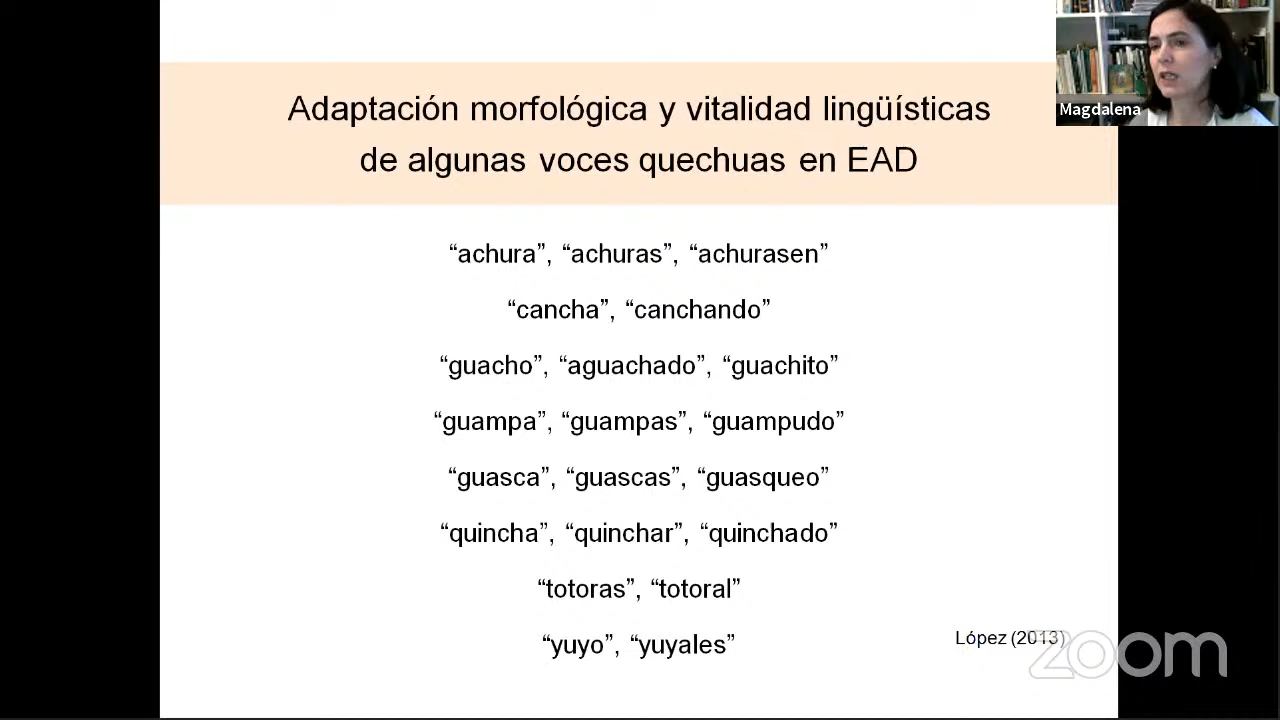 Adaptación morfológica y vitalidad lingüísticas
de algunas voces quechuas en EAD
Magdalena
“achura”, “achuras”, “achurasen”
“cancha”, “canchando”
“guacho”, “aguachado”, “guachito”
“guampa”, “guampas”, “guampudo”
“guasca”, “guascas”, “guasqueo”
“quincha”, “quinchar”, “quinchado”
“totoras”, “totoral”
“yuyo”, “yuyales”
López (2013)
zoom